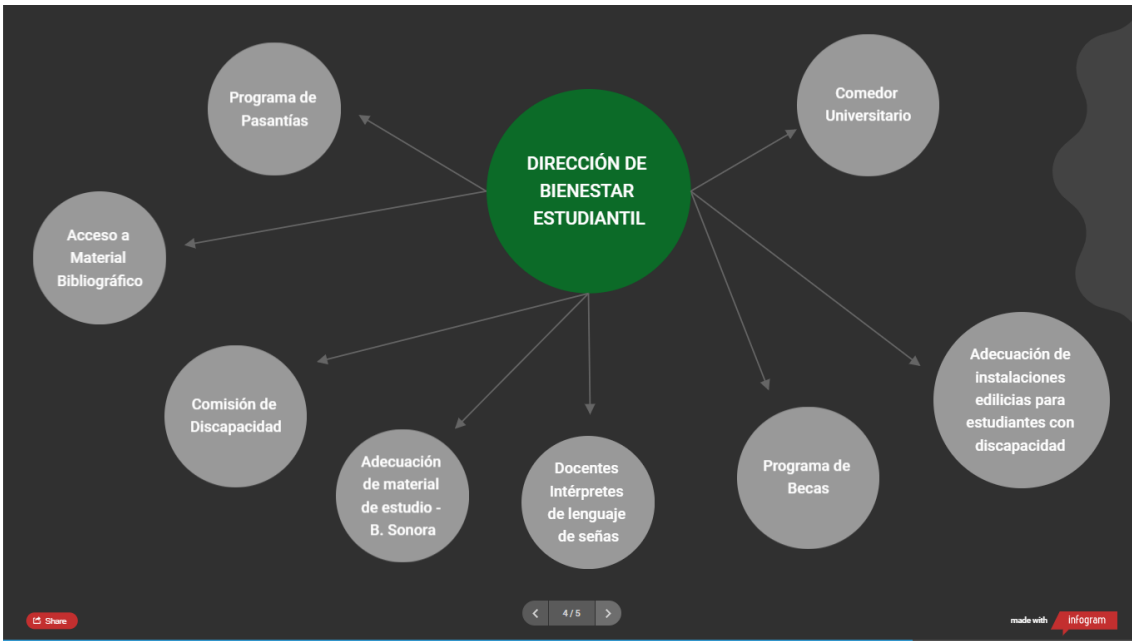 Programa de
Pasantías
Comedor
Universitario
DIRECCIÓN DE
BIENESTAR
ESTUDIANTIL
Acceso a
Material
Bibliográfico
Comisión de
Discapacidad
Adecuación
de material
de estudio -
B. Sonora
Docentes
Intérpretes
de lenguaje
de señas
Programa de
Becas
Adecuación de
instalaciones
edilicias para
estudiantes con
discapacidad
Share
4 / 5
made with
infogram